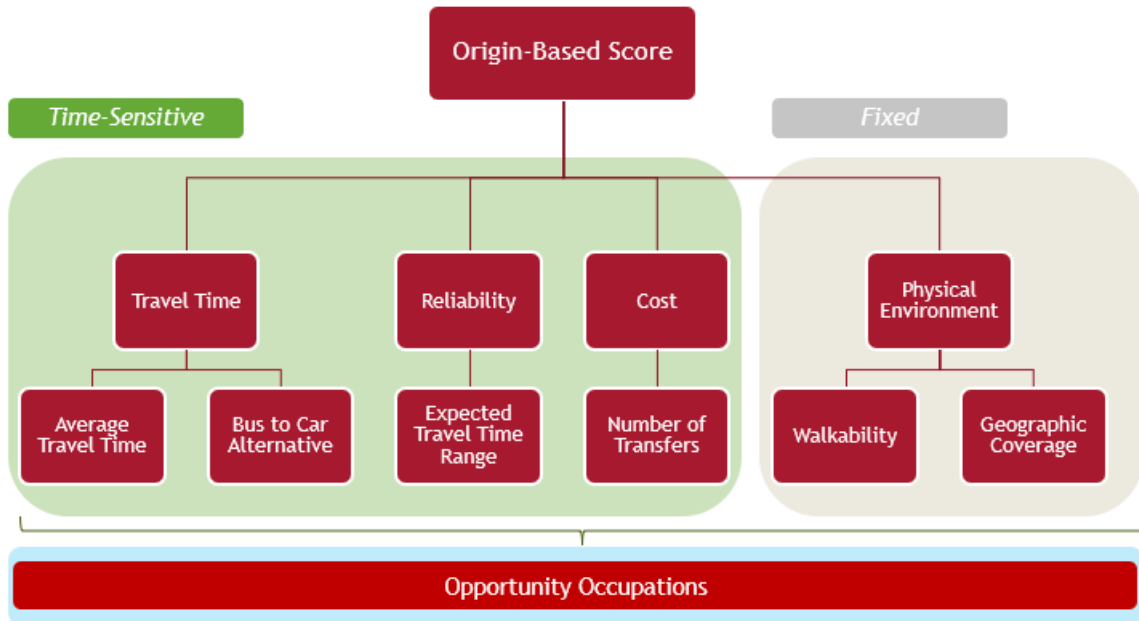 Origin-Based Score
Time-Sensitive
Fixed
Travel Time
Reliability
Cost
Physical
Environment
Average
Travel Time
Bus to Car
Alternative
Expected
Travel Time
Range
Number of
Transfers
Walkability
Geographic
Coverage
Opportunity Occupations